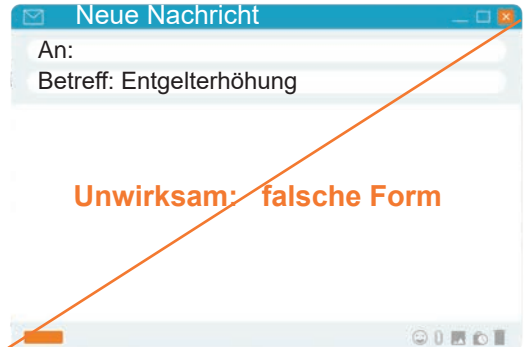 Neue Nachricht
An:
Betreff: Entgelterhöhung
Unwirksam: falsche Form